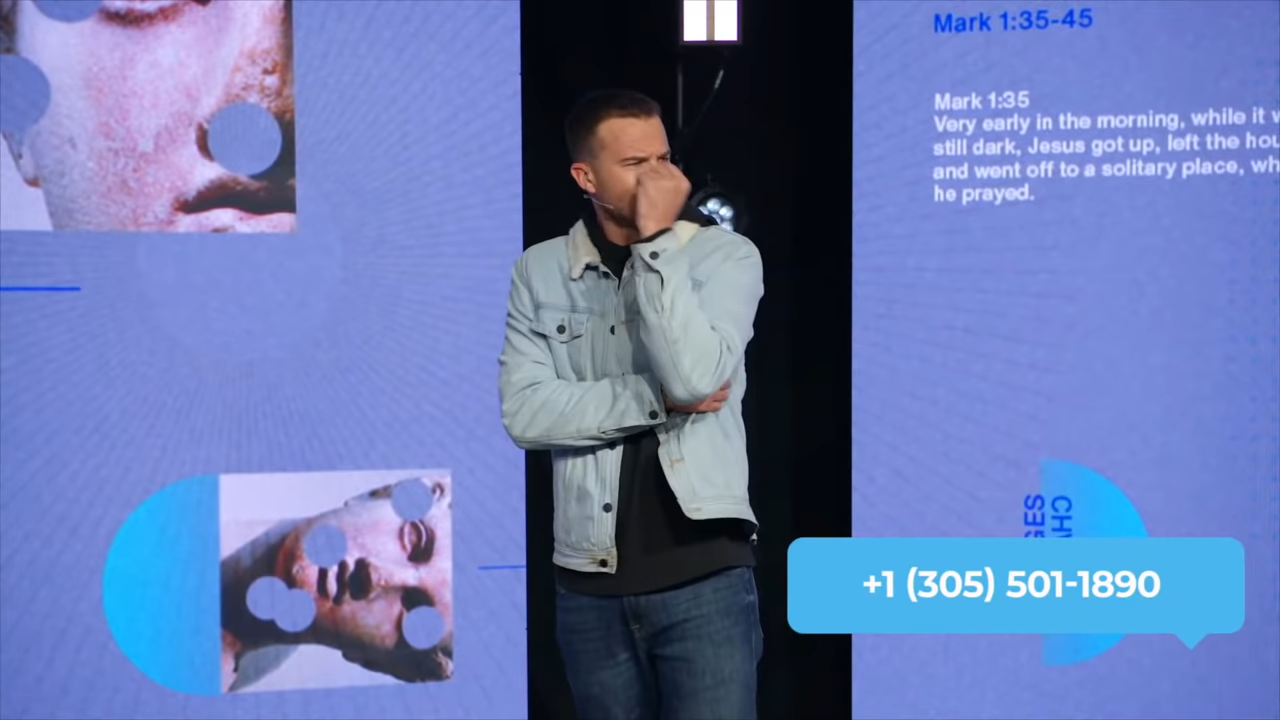 Mark 1:35-45
Mark 1:35
Very early in the morning, while it
still dark, Jesus got up, left the
and went off to a solitary place,
he prayed.
+1 (305) 501-1890